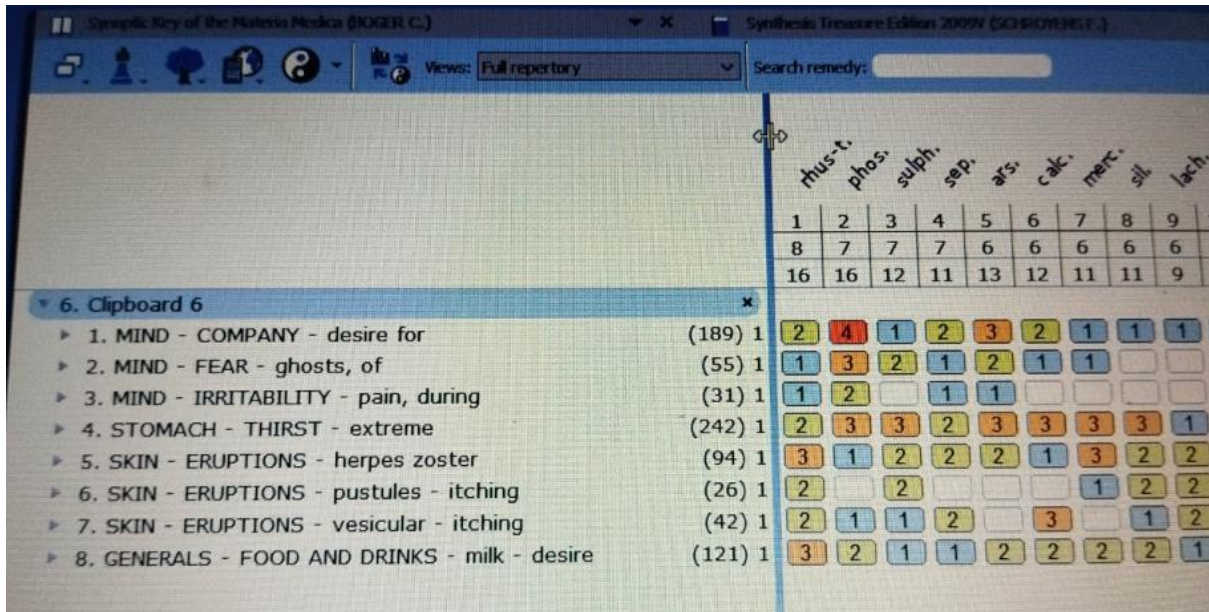 Synoptic Key of the Materia Medica (BOGER C.) Synthesis Treasure Edition 2009V (SCHROYENS F.)
Views: Full repertory Search remedy:
rhus-t. phos. sulph. sep. ars. calc. merc. sil. lach.
1 2 3 4 5 6 7 8 9
8 7 7 7 6 6 6 6 6
16 16 12 11 13 12 11 11 9
6. Clipboard 6
1. MIND - COMPANY - desire for (189) 1 2 4 1 2 3 2 1 1 1
2. MIND - FEAR - ghosts, of (55) 1 1 3 2 1 2 1 1
3. MIND - IRRITABILITY - pain, during (31) 1 1 2 1 1
4. STOMACH - THIRST - extreme (242) 1 2 3 3 2 3 3 3 3 1
5. SKIN - ERUPTIONS - herpes zoster (94) 1 3 1 2 2 2 1 3 2 2
6. SKIN - ERUPTIONS - pustules - itching (26) 1 2 2 1 2 2
7. SKIN - ERUPTIONS - vesicular - itching (42) 1 2 1 1 2 3 1 2
8. GENERALS - FOOD AND DRINKS - milk - desire (121) 1 3 2 1 1 2 2 2 2 1